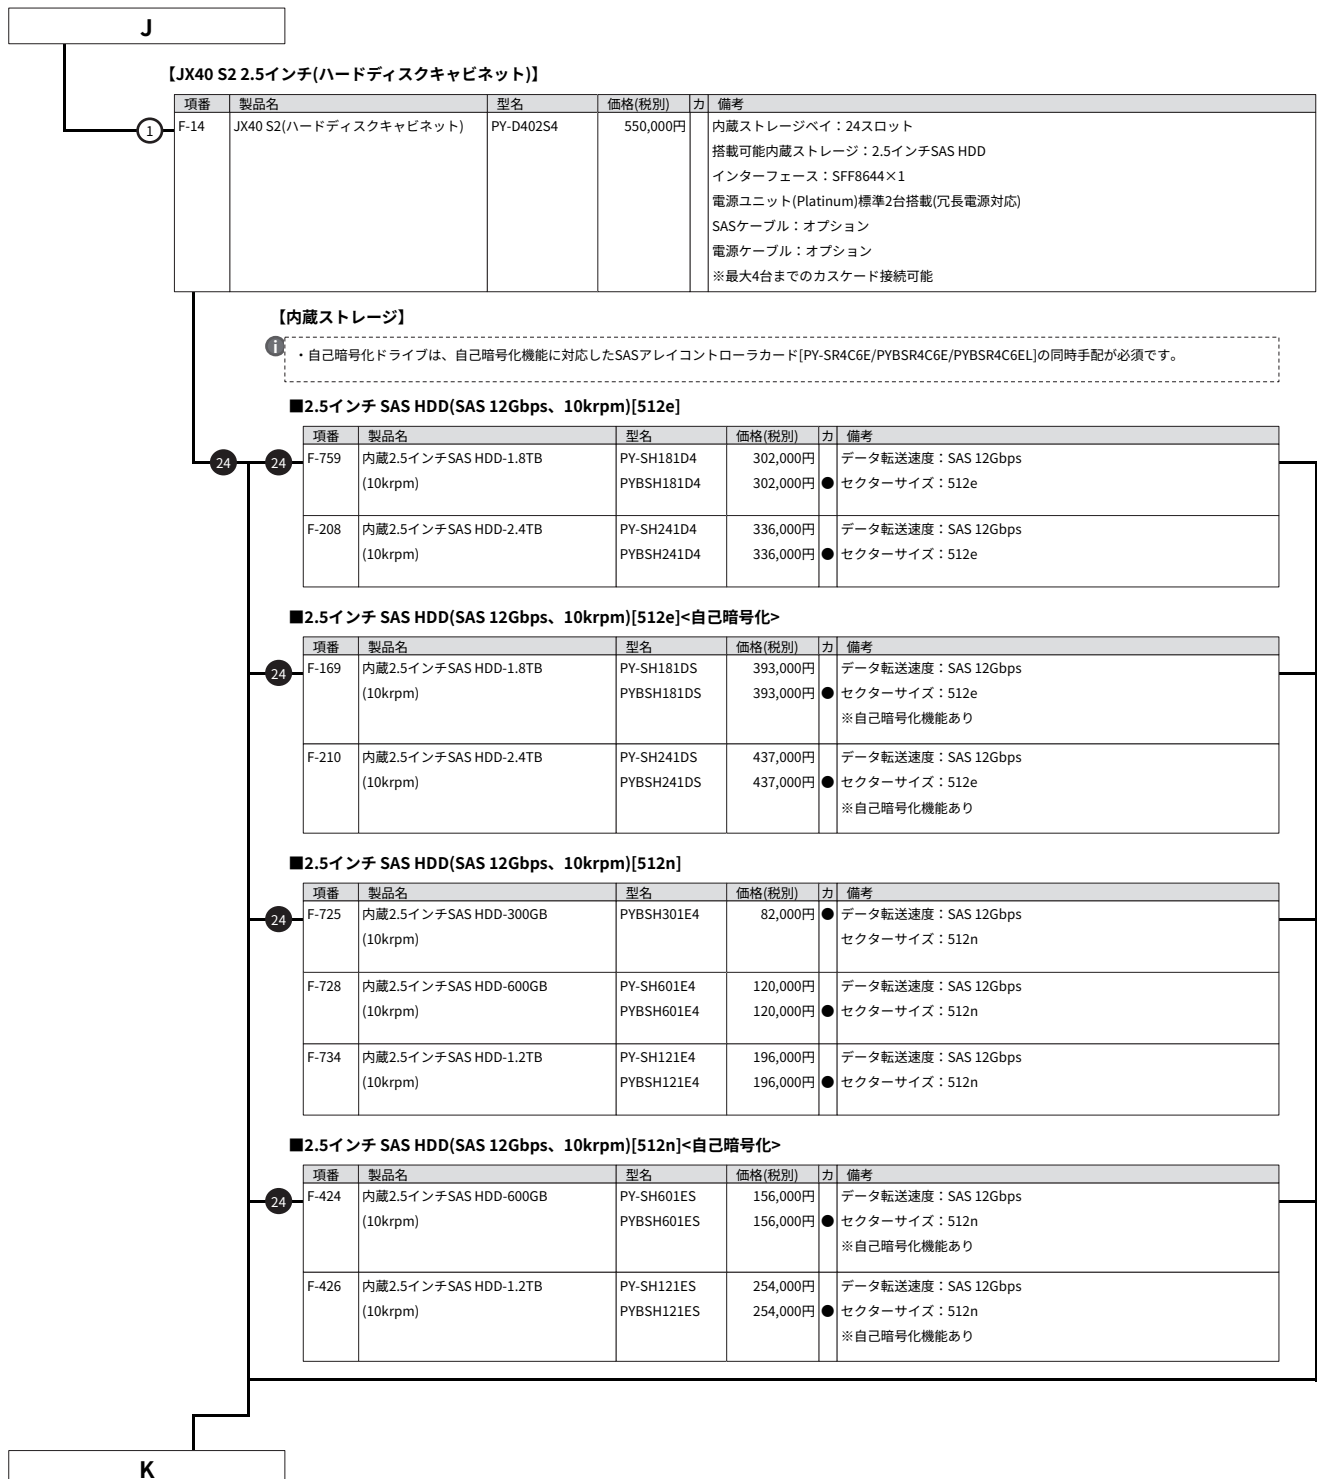 J
【JX40 S2 2.5インチ(ハードディスクキャビネット)】
項番 製品名 型名 価格(税別) カ 備考
① F-14 JX40 S2(ハードディスクキャビネット) PY-D402S4 550,000円 内蔵ストレージベイ：24スロット
搭載可能内蔵ストレージ：2.5インチSAS HDD
インターフェース：SFF8644×1
電源ユニット(Platinum)標準2台搭載(冗長電源対応)
SASケーブル：オプション
電源ケーブル：オプション
※最大4台までのカスケード接続可能
【内蔵ストレージ】
i ・自己暗号化ドライブは、自己暗号化機能に対応したSASアレイコントローラカード[PY-SR4C6E/PYBSR4C6E/PYBSR4C6EL]の同時手配が必須です。
■2.5インチ SAS HDD(SAS 12Gbps、10krpm)[512e]
項番 製品名 型名 価格(税別) カ 備考
24 24 F-759 内蔵2.5インチSAS HDD-1.8TB PY-SH181D4 302,000円 データ転送速度：SAS 12Gbps
(10krpm) PYBSH181D4 302,000円 ● セクターサイズ：512e
F-208 内蔵2.5インチSAS HDD-2.4TB PY-SH241D4 336,000円 データ転送速度：SAS 12Gbps
(10krpm) PYBSH241D4 336,000円 ● セクターサイズ：512e
■2.5インチ SAS HDD(SAS 12Gbps、10krpm)[512e]<自己暗号化>
項番 製品名 型名 価格(税別) カ 備考
24 F-169 内蔵2.5インチSAS HDD-1.8TB PY-SH181DS 393,000円 データ転送速度：SAS 12Gbps
(10krpm) PYBSH181DS 393,000円 ● セクターサイズ：512e
※自己暗号化機能あり
F-210 内蔵2.5インチSAS HDD-2.4TB PY-SH241DS 437,000円 データ転送速度：SAS 12Gbps
(10krpm) PYBSH241DS 437,000円 ● セクターサイズ：512e
※自己暗号化機能あり
■2.5インチ SAS HDD(SAS 12Gbps、10krpm)[512n]
項番 製品名 型名 価格(税別) カ 備考
24 F-725 内蔵2.5インチSAS HDD-300GB PYBSH301E4 82,000円 ● データ転送速度：SAS 12Gbps
(10krpm) セクターサイズ：512n
F-728 内蔵2.5インチSAS HDD-600GB PY-SH601E4 120,000円 データ転送速度：SAS 12Gbps
(10krpm) PYBSH601E4 120,000円 ● セクターサイズ：512n
F-734 内蔵2.5インチSAS HDD-1.2TB PY-SH121E4 196,000円 データ転送速度：SAS 12Gbps
(10krpm) PYBSH121E4 196,000円 ● セクターサイズ：512n
■2.5インチ SAS HDD(SAS 12Gbps、10krpm)[512n]<自己暗号化>
項番 製品名 型名 価格(税別) カ 備考
24 F-424 内蔵2.5インチSAS HDD-600GB PY-SH601ES 156,000円 データ転送速度：SAS 12Gbps
(10krpm) PYBSH601ES 156,000円 ● セクターサイズ：512n
※自己暗号化機能あり
F-426 内蔵2.5インチSAS HDD-1.2TB PY-SH121ES 254,000円 データ転送速度：SAS 12Gbps
(10krpm) PYBSH121ES 254,000円 ● セクターサイズ：512n
※自己暗号化機能あり
K